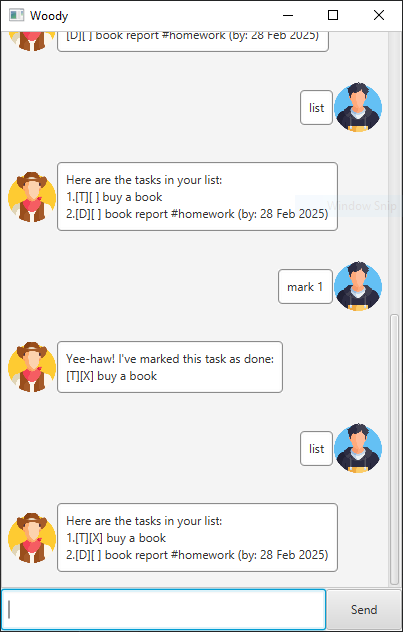 Woody
[D][ ] book report #homework (by: 28 Feb 2025)
list
Here are the tasks in your list:
1.[T][ ] buy a book
2.[D][ ] book report #homework (by: 28 Feb 2025)
Window Snip
mark 1
Yee-haw! I've marked this task as done:
[T][X] buy a book
list
Here are the tasks in your list:
1.[T][X] buy a book
2.[D][ ] book report #homework (by: 28 Feb 2025)
Send